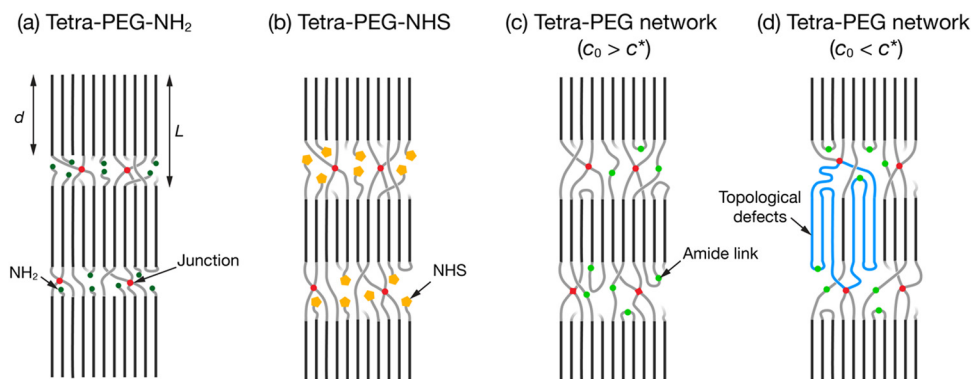 (a) Tetra-PEG-NH₂
(b) Tetra-PEG-NHS
(c) Tetra-PEG network
(c₀ > c*)
(d) Tetra-PEG network
(c₀ < c*)
d
L
NH₂
Junction
NHS
Amide link
Topological
defects